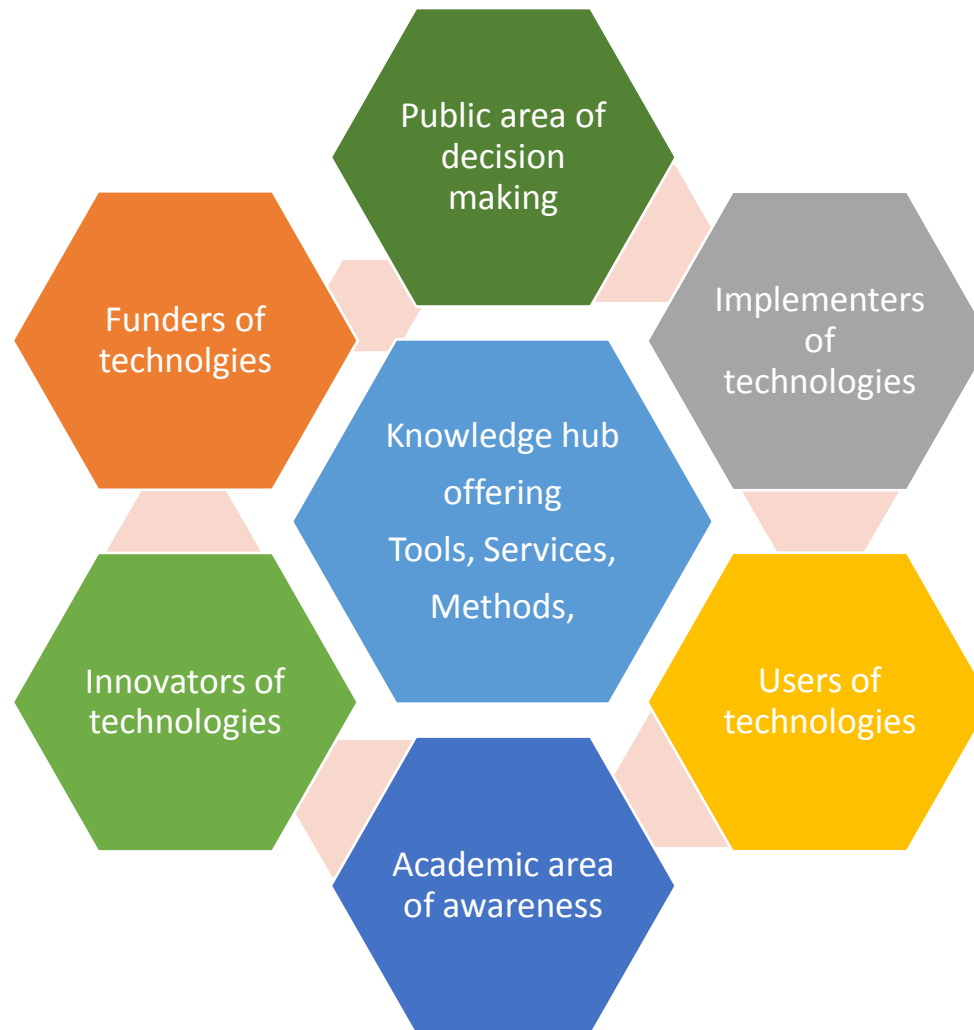 Public area of
decision
making
Funders of
technolgies
Implementers
of
technologies
Knowledge hub
offering
Tools, Services,
Methods,
Innovators of
technologies
Users of
technologies
Academic area
of awareness